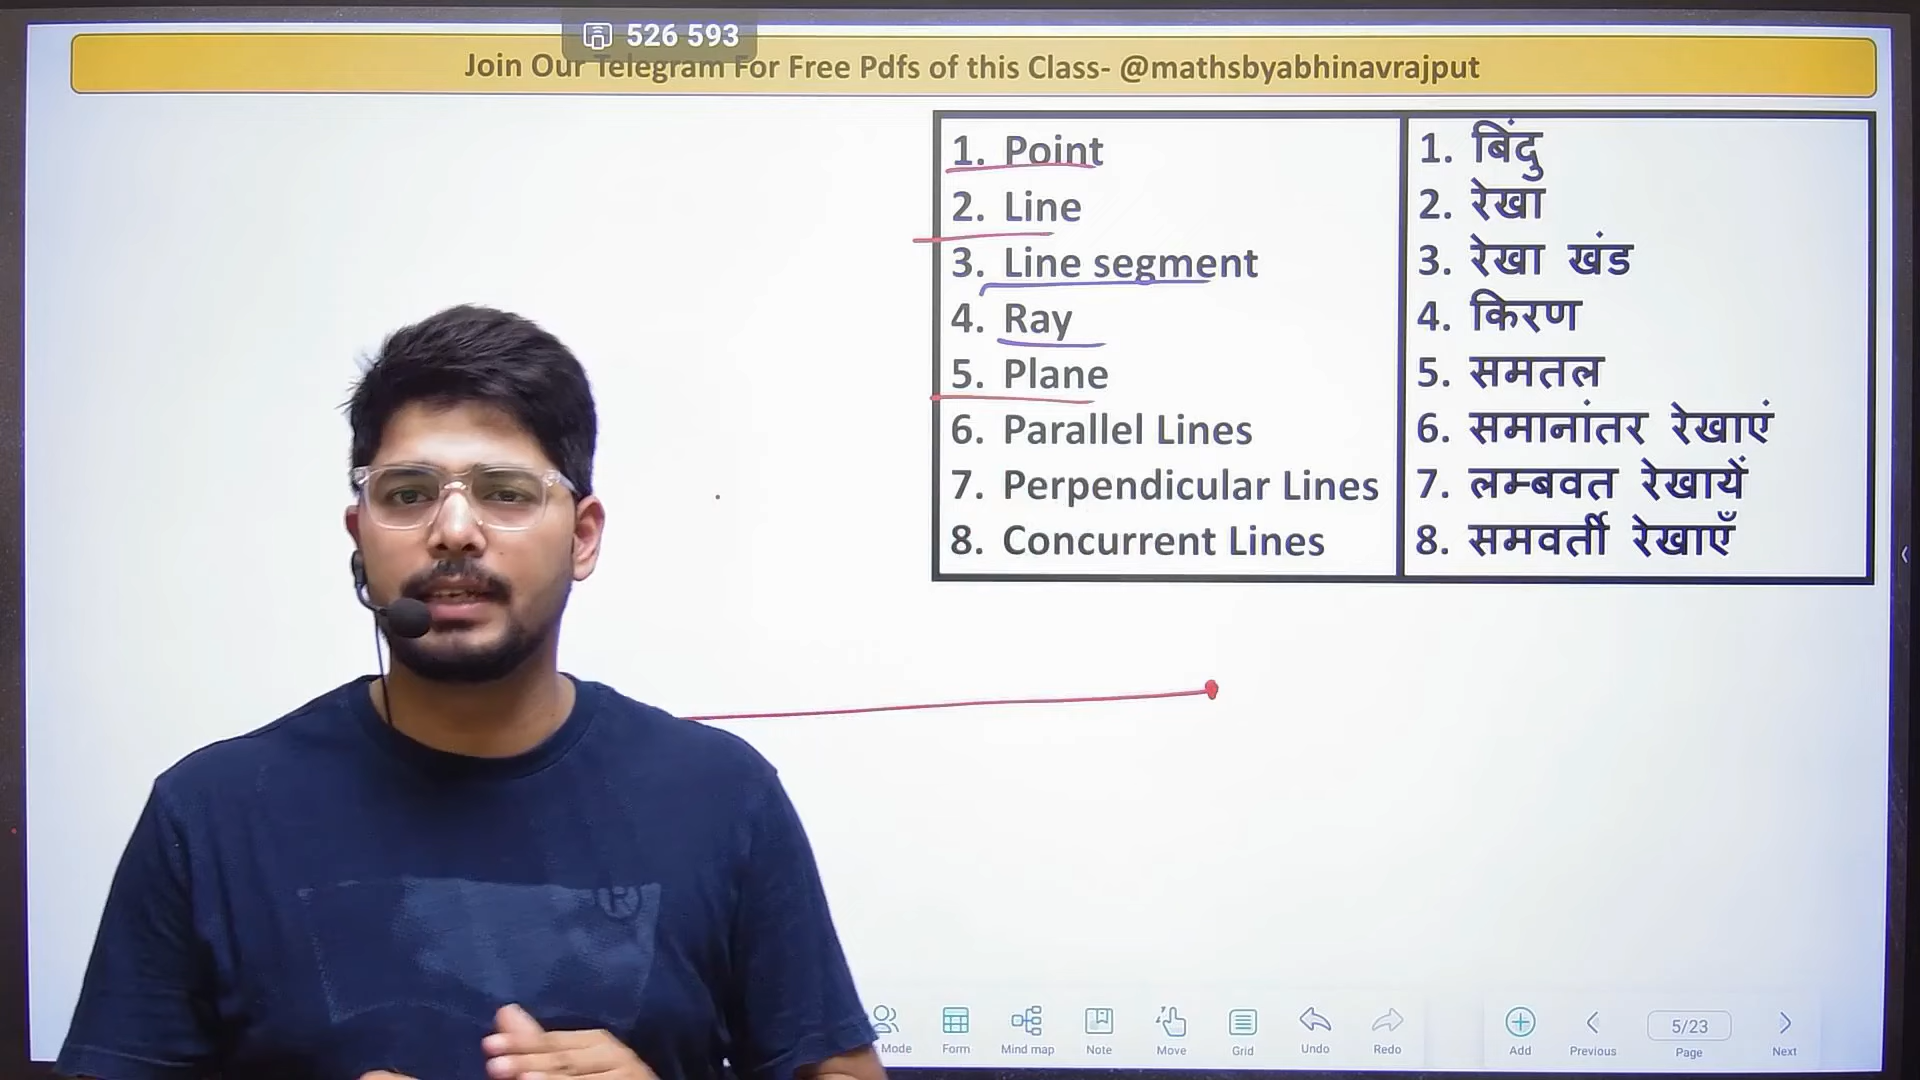 526 593
Join Our Telegram For Free Pdfs of this Class- @mathsbyabhinavrajput
1. Point
2. Line
3. Line segment
4. Ray
5. Plane
6. Parallel Lines
7. Perpendicular Lines
8. Concurrent Lines
1. बिंदु
2. रेखा
3. रेखा खंड
4. किरण
5. समतल
6. समानांतर रेखाएं
7. लम्बवत रेखायें
8. समवर्ती रेखाएँ
R
Mode Form Mind map Note Move Grid Undo Redo Add Previous 5/23 Page Next